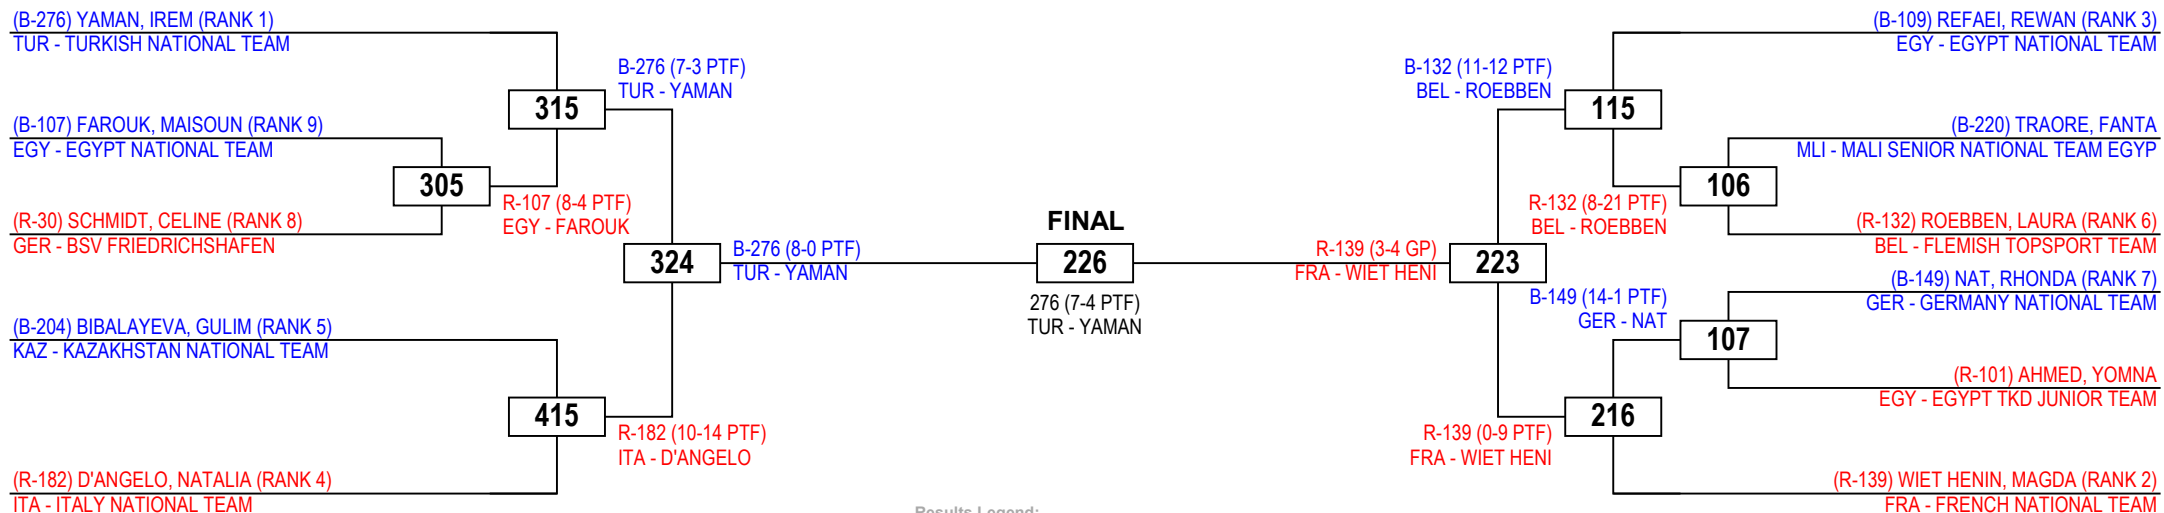 (B-276) YAMAN, IREM (RANK 1)
TUR - TURKISH NATIONAL TEAM
B-276 (7-3 PTF)
TUR - YAMAN
315
(B-107) FAROUK, MAISOUN (RANK 9)
EGY - EGYPT NATIONAL TEAM
305
R-107 (8-4 PTF)
EGY - FAROUK
(R-30) SCHMIDT, CELINE (RANK 8)
GER - BSV FRIEDRICHSHAFEN
324
B-276 (8-0 PTF)
TUR - YAMAN
(B-204) BIBALAYEVA, GULIM (RANK 5)
KAZ - KAZAKHSTAN NATIONAL TEAM
415
R-182 (10-14 PTF)
ITA - D'ANGELO
(R-182) D'ANGELO, NATALIA (RANK 4)
ITA - ITALY NATIONAL TEAM
FINAL
226
276 (7-4 PTF)
TUR - YAMAN
(B-109) REFAEI, REWAN (RANK 3)
EGY - EGYPT NATIONAL TEAM
B-132 (11-12 PTF)
BEL - ROEBBEN
115
(B-220) TRAORE, FANTA
MLI - MALI SENIOR NATIONAL TEAM EGYP
106
R-132 (8-21 PTF)
BEL - ROEBBEN
(R-132) ROEBBEN, LAURA (RANK 6)
BEL - FLEMISH TOPSPORT TEAM
R-139 (3-4 GP)
FRA - WIET HENI
223
(B-149) NAT, RHONDA (RANK 7)
GER - GERMANY NATIONAL TEAM
B-149 (14-1 PTF)
GER - NAT
107
(R-101) AHMED, YOMNA
EGY - EGYPT TKD JUNIOR TEAM
216
R-139 (0-9 PTF)
FRA - WIET HENI
(R-139) WIET HENIN, MAGDA (RANK 2)
FRA - FRENCH NATIONAL TEAM
Results Legend: